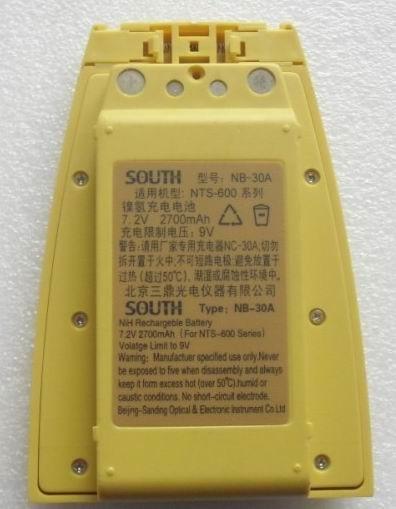 SOUTH 型号: NB-30A
适用机型: NTS-600 系列
镍氢充电电池
7.2V 2700mAh
充电限制电压: 9V
警告:请用厂家专用充电器NC-30A,切勿
拆开置于火中;不可短路电极;避免放置于
过热(超过50℃),潮湿或腐蚀性环境中。
北京三鼎光电仪器有限公司
SOUTH Type: NB-30A
NiH Rechargeble Battery
7.2V 2700mAh (For NTS-600 Series)
Volatge Limit to 9V
Warning: Manufactuer specified use only.Never
be exposed to five when disassembly and always
keep it form excess hot (over 50℃).humid or
caustic conditions. No short-circuit electrode.
Beijing-Sanding Optical & Electronic Instrument Co Ltd